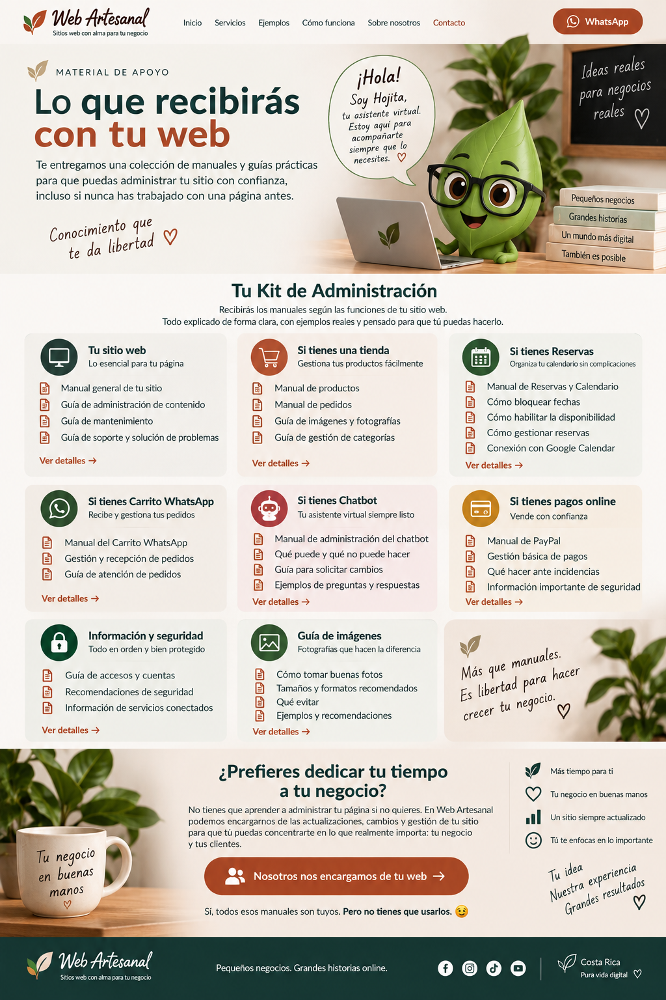 Web Artesanal
Sitios web con alma para tu negocio
Inicio
Servicios
Ejemplos
Cómo funciona
Sobre nosotros
Contacto
WhatsApp
MATERIAL DE APOYO
Lo que recibirás
con tu web
Te entregamos una colección de manuales y guías prácticas
para que puedas administrar tu sitio con confianza,
incluso si nunca has trabajado con una página antes.
Conocimiento que
te da libertad
¡Hola!
Soy Hojita,
tu asistente virtual.
Estoy aquí para
acompañarte
siempre que lo
necesites.
Ideas reales
para negocios
reales
Pequeños negocios
Grandes historias
Un mundo más digital
También es posible
Tu Kit de Administración
Recibirás los manuales según las funciones de tu sitio web.
Todo explicado de forma clara, con ejemplos reales y pensado para que tú puedas hacerlo.
Tu sitio web
Lo esencial para tu página
Manual general de tu sitio
Guía de administración de contenido
Guía de mantenimiento
Guía de soporte y solución de problemas
Ver detalles →
Si tienes una tienda
Gestiona tus productos fácilmente
Manual de productos
Manual de pedidos
Guía de imágenes y fotografías
Guía de gestión de categorías
Ver detalles →
Si tienes Reservas
Organiza tu calendario sin complicaciones
Manual de Reservas y Calendario
Cómo bloquear fechas
Cómo habilitar la disponibilidad
Cómo gestionar reservas
Conexión con Google Calendar
Ver detalles →
Si tienes Carrito WhatsApp
Recibe y gestiona tus pedidos
Manual del Carrito WhatsApp
Gestión y recepción de pedidos
Guía de atención de pedidos
Ver detalles →
Si tienes Chatbot
Tu asistente virtual siempre listo
Manual de administración del chatbot
Qué puede y qué no puede hacer
Guía para solicitar cambios
Ejemplos de preguntas y respuestas
Ver detalles →
Si tienes pagos online
Vende con confianza
Manual de PayPal
Gestión básica de pagos
Qué hacer ante incidencias
Información importante de seguridad
Ver detalles →
Información y seguridad
Todo en orden y bien protegido
Guía de accesos y cuentas
Recomendaciones de seguridad
Información de servicios conectados
Ver detalles →
Guía de imágenes
Fotografías que hacen la diferencia
Cómo tomar buenas fotos
Tamaños y formatos recomendados
Qué evitar
Ejemplos y recomendaciones
Ver detalles →
Más que manuales.
Es libertad para hacer
crecer tu negocio.
Tu negocio
en buenas
manos
¿Prefieres dedicar tu tiempo
a tu negocio?
No tienes que aprender a administrar tu página si no quieres. En Web Artesanal
podemos encargarnos de las actualizaciones, cambios y gestión de tu sitio
para que tú puedas concentrarte en lo que realmente importa: tu negocio
y tus clientes.
Nosotros nos encargamos de tu web →
Sí, todos esos manuales son tuyos. Pero no tienes que usarlos. 😉
Más tiempo para ti
Tu negocio en buenas manos
Un sitio siempre actualizado
Tú te enfocas en lo importante
Tu idea
Nuestra experiencia
Grandes resultados
Web Artesanal
Sitios web con alma para tu negocio
Pequeños negocios. Grandes historias online.
Costa Rica
Pura vida digital